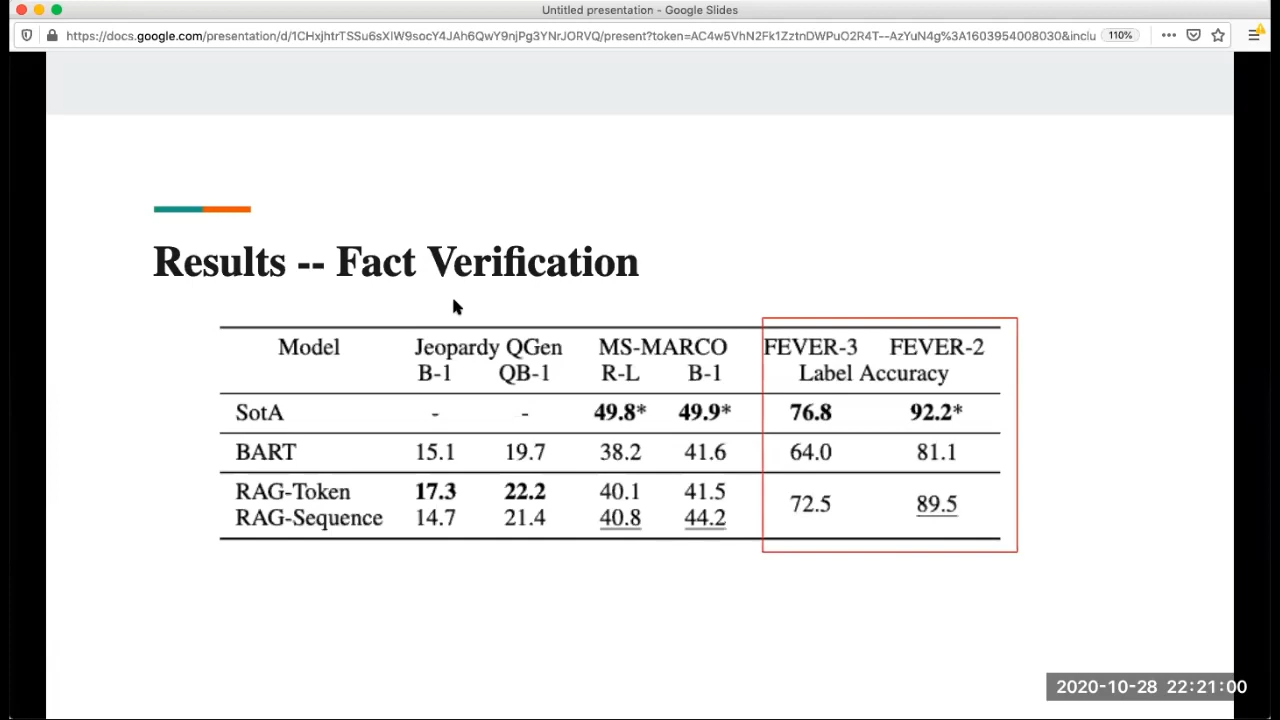 Untitled presentation - Google Slides
https://docs.google.com/presentation/d/1CHxjhtrTSSu6sXIW9socY4JAh6QwY9njPg3YNrJORVQ/present?token=AC4w5VhN2Fk1ZztnDWPuO2R4T--AzYuN4g%3A1603954008030&inclu 110%
Results -- Fact Verification
Model Jeopardy QGen MS-MARCO FEVER-3 FEVER-2
B-1 QB-1 R-L B-1 Label Accuracy
SotA - - 49.8* 49.9* 76.8 92.2*
BART 15.1 19.7 38.2 41.6 64.0 81.1
RAG-Token 17.3 22.2 40.1 41.5 72.5 89.5
RAG-Sequence 14.7 21.4 40.8 44.2
2020-10-28 22:21:00